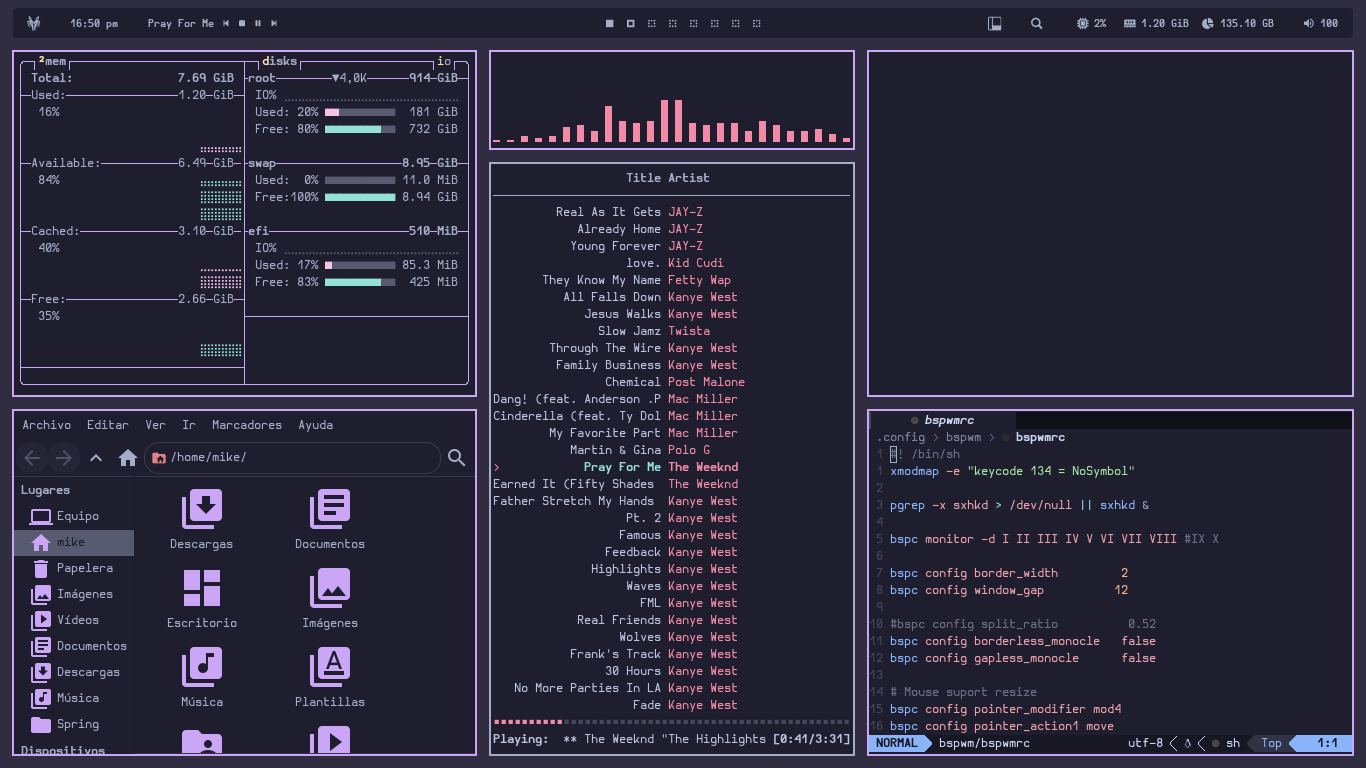 16:50 pm Pray For Me 2% 1.20 GiB 135.10 GB 100
²mem
Total: 7.69 GiB
Used: 1.20 GiB
16%
Available: 6.49 GiB
84%
Cached: 3.10 GiB
40%
Free: 2.66 GiB
35%
disks io
root ▼4,0K 914 GiB
IO%
Used: 20% 181 GiB
Free: 80% 732 GiB
swap 8.95 GiB
Used: 0% 11.0 MiB
Free:100% 8.94 GiB
efi 510 MiB
IO%
Used: 17% 85.3 MiB
Free: 83% 425 MiB
Archivo Editar Ver Ir Marcadores Ayuda
/home/mike/
Lugares
Equipo
mike
Papelera
Imágenes
Vídeos
Documentos
Descargas
Música
Spring
Dispositivos
Descargas Documentos
Escritorio Imágenes
Música Plantillas
Title Artist
Real As It Gets JAY-Z
Already Home JAY-Z
Young Forever JAY-Z
love. Kid Cudi
They Know My Name Fetty Wap
All Falls Down Kanye West
Jesus Walks Kanye West
Slow Jamz Twista
Through The Wire Kanye West
Family Business Kanye West
Chemical Post Malone
Dang! (feat. Anderson .P Mac Miller
Cinderella (feat. Ty Dol Mac Miller
My Favorite Part Mac Miller
Martin & Gina Polo G
> Pray For Me The Weeknd
Earned It (Fifty Shades The Weeknd
Father Stretch My Hands Kanye West
Pt. 2 Kanye West
Famous Kanye West
Feedback Kanye West
Highlights Kanye West
Waves Kanye West
FML Kanye West
Real Friends Kanye West
Wolves Kanye West
Frank's Track Kanye West
30 Hours Kanye West
No More Parties In LA Kanye West
Fade Kanye West
Playing: ** The Weeknd "The Highlights [0:41/3:31]
bspwmrc
.config > bspwm > bspwmrc
1 #! /bin/sh
1 xmodmap -e "keycode 134 = NoSymbol"
2
3 pgrep -x sxhkd > /dev/null || sxhkd &
4
5 bspc monitor -d I II III IV V VI VII VIII #IX X
6
7 bspc config border_width 2
8 bspc config window_gap 12
9
10 #bspc config split_ratio 0.52
11 bspc config borderless_monocle false
12 bspc config gapless_monocle false
13
14 # Mouse suport resize
15 bspc config pointer_modifier mod4
16 bspc config pointer_action1 move
NORMAL bspwm/bspwmrc utf-8 sh Top 1:1